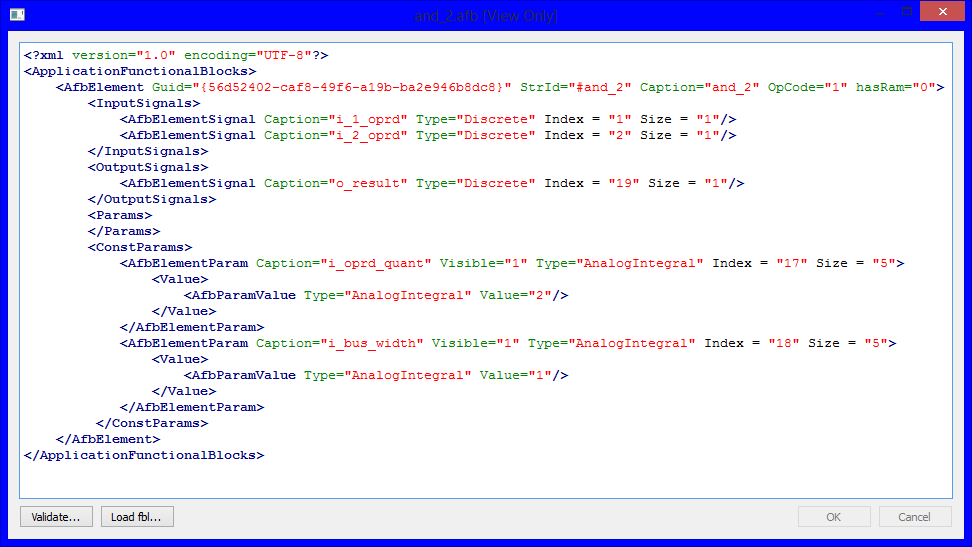 and_2.afb [View Only]
<?xml version="1.0" encoding="UTF-8"?>
<ApplicationFunctionalBlocks>
    <AfbElement Guid="{56d52402-caf8-49f6-a19b-ba2e946b8dc8}" StrId="#and_2" Caption="and_2" OpCode="1" hasRam="0">
        <InputSignals>
            <AfbElementSignal Caption="i_1_oprd" Type="Discrete" Index = "1" Size = "1"/>
            <AfbElementSignal Caption="i_2_oprd" Type="Discrete" Index = "2" Size = "1"/>
        </InputSignals>
        <OutputSignals>
            <AfbElementSignal Caption="o_result" Type="Discrete" Index = "19" Size = "1"/>
        </OutputSignals>
        <Params>
        </Params>
        <ConstParams>
            <AfbElementParam Caption="i_oprd_quant" Visible="1" Type="AnalogIntegral" Index = "17" Size = "5">
                <Value>
                    <AfbParamValue Type="AnalogIntegral" Value="2"/>
                </Value>
            </AfbElementParam>
            <AfbElementParam Caption="i_bus_width" Visible="1" Type="AnalogIntegral" Index = "18" Size = "5">
                <Value>
                    <AfbParamValue Type="AnalogIntegral" Value="1"/>
                </Value>
            </AfbElementParam>
         </ConstParams>
    </AfbElement>
</ApplicationFunctionalBlocks>
Validate... Load fbl... OK Cancel